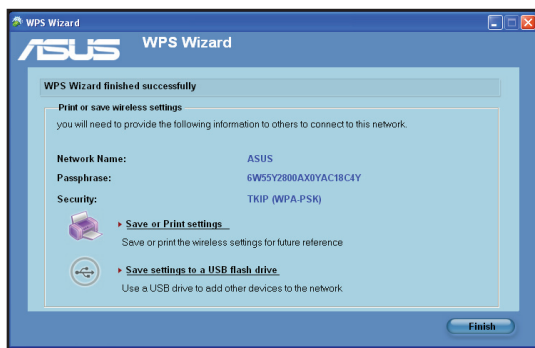 WPS Wizard
ASUS WPS Wizard
WPS Wizard finished successfully
Print or save wireless settings
you will need to provide the following information to others to connect to this network.
Network Name: ASUS
Passphrase: 6W55Y2800AX0YAC18C4Y
Security: TKIP (WPA-PSK)
Save or Print settings
Save or print the wireless settings for future reference
Save settings to a USB flash drive
Use a USB drive to add other devices to the network
Finish